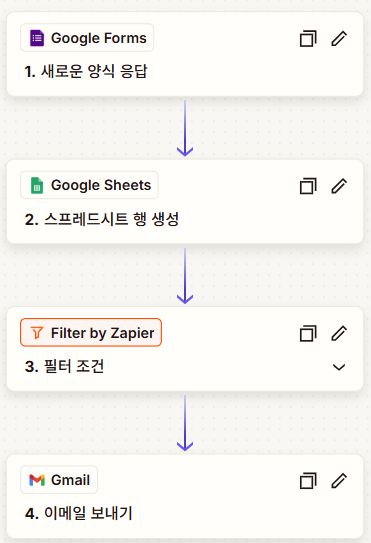 Google Forms
1. 새로운 양식 응답
Google Sheets
2. 스프레드시트 행 생성
Filter by Zapier
3. 필터 조건
Gmail
4. 이메일 보내기